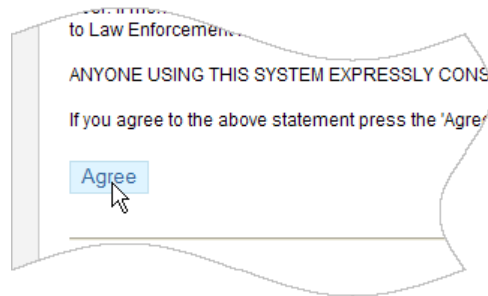 to Law Enforcement
ANYONE USING THIS SYSTEM EXPRESSLY CONS
If you agree to the above statement press the 'Agree
Agree